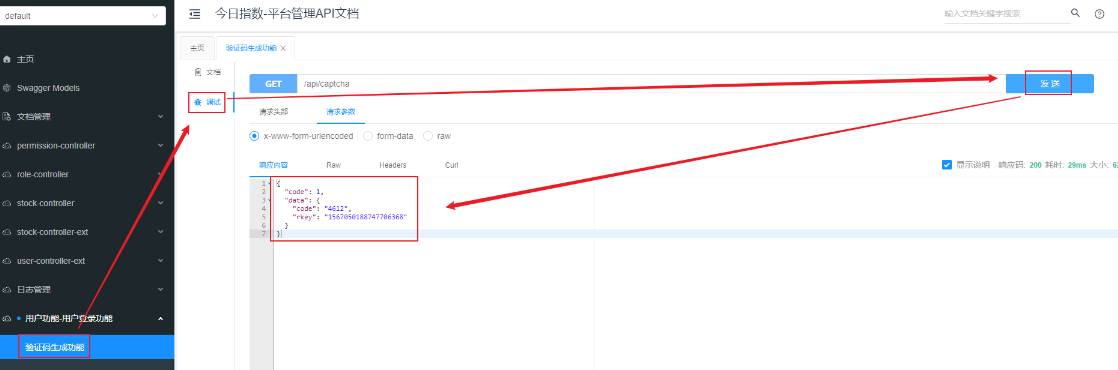 default
今日指数-平台管理API文档
输入文档关键字搜索
主页
Swagger Models
文档管理
permission-controller
role-controller
stock-controller
stock-controller-ext
user-controller-ext
日志管理
用户功能-用户登录功能
验证码生成功能
主页
验证码生成功能
文档
调试
GET
/api/captcha
发 送
请求头部
请求参数
x-www-form-urlencoded
form-data
raw
响应内容
Raw
Headers
Curl
显示说明
响应码: 200 耗时: 29ms 大小:
1 {
2 "code": 1,
3 "data": {
4 "code": "4612",
5 "rkey": "1567050188747706368"
6 }
7 }